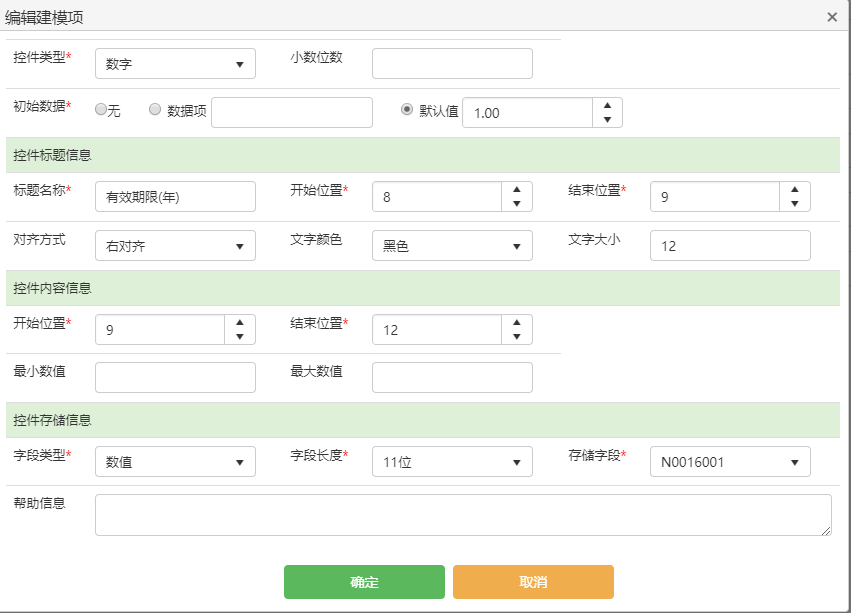 编辑建模项 ×
控件类型* 数字 小数位数
初始数据* 无 数据项 默认值 1.00
控件标题信息
标题名称* 有效期限(年) 开始位置* 8 结束位置* 9
对齐方式 右对齐 文字颜色 黑色 文字大小 12
控件内容信息
开始位置* 9 结束位置* 12
最小数值 最大数值
控件存储信息
字段类型* 数值 字段长度* 11位 存储字段* N0016001
帮助信息
确定 取消